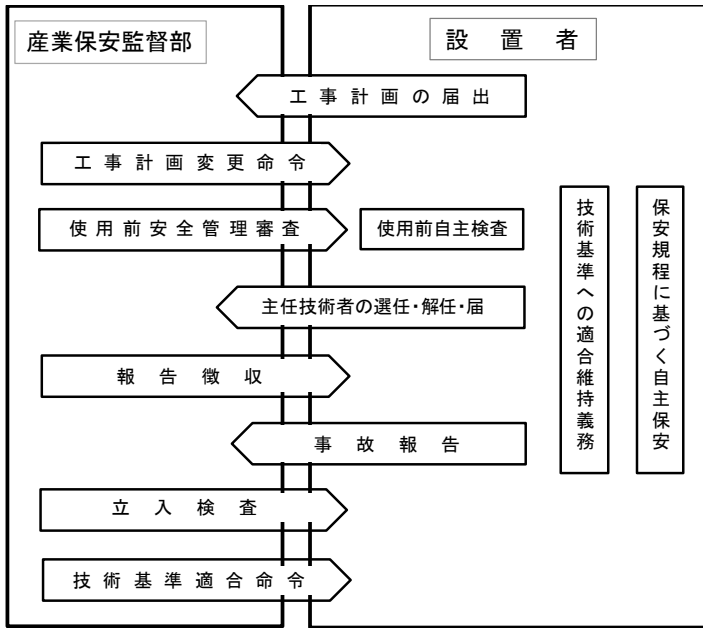 産業保安監督部
設置者
工事計画の届出
工事計画変更命令
使用前安全管理審査
使用前自主検査
主任技術者の選任・解任・届
報告徴収
事故報告
立入検査
技術基準適合命令
技術基準への適合維持義務
保安規程に基づく自主保安